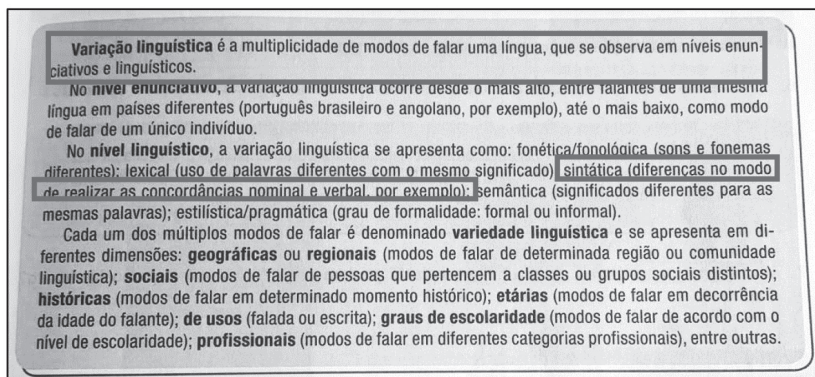 Variação linguística é a multiplicidade de modos de falar uma língua, que se observa em níveis enun-
ciativos e linguísticos.
No nível enunciativo, a variação linguística ocorre desde o mais alto, entre falantes de uma mesma
língua em países diferentes (português brasileiro e angolano, por exemplo), até o mais baixo, como modo
de falar de um único indivíduo.
No nível linguístico, a variação linguística se apresenta como: fonética/fonológica (sons e fonemas
diferentes); lexical (uso de palavras diferentes com o mesmo significado) sintática (diferenças no modo
de realizar as concordâncias nominal e verbal, por exemplo); semântica (significados diferentes para as
mesmas palavras); estilística/pragmática (grau de formalidade: formal ou informal).
Cada um dos múltiplos modos de falar é denominado variedade linguística e se apresenta em di-
ferentes dimensões: geográficas ou regionais (modos de falar de determinada região ou comunidade
linguística); sociais (modos de falar de pessoas que pertencem a classes ou grupos sociais distintos);
históricas (modos de falar em determinado momento histórico); etárias (modos de falar em decorrência
da idade do falante); de usos (falada ou escrita); graus de escolaridade (modos de falar de acordo com o
nível de escolaridade); profissionais (modos de falar em diferentes categorias profissionais), entre outras.